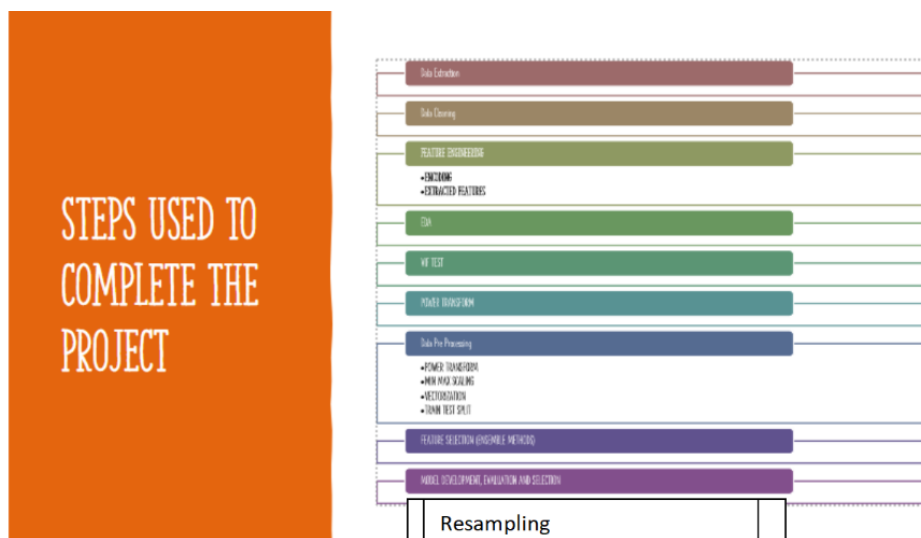 STEPS USED TO
COMPLETE THE
PROJECT
Data Extraction
Data Cleaning
FEATURE ENGINEERING
•ENCODING
•EXTRACTED FEATURES
EDA
VIF TEST
POWER TRANSFORM
Data Pre Processing
•POWER TRANSFORM
•MIN MAX SCALING
•VECTORIZATION
•TRAIN TEST SPLIT
FEATURE SELECTION (ENSEMBLE METHODS)
MODEL DEVELOPMENT, EVALUATION AND SELECTION
Resampling